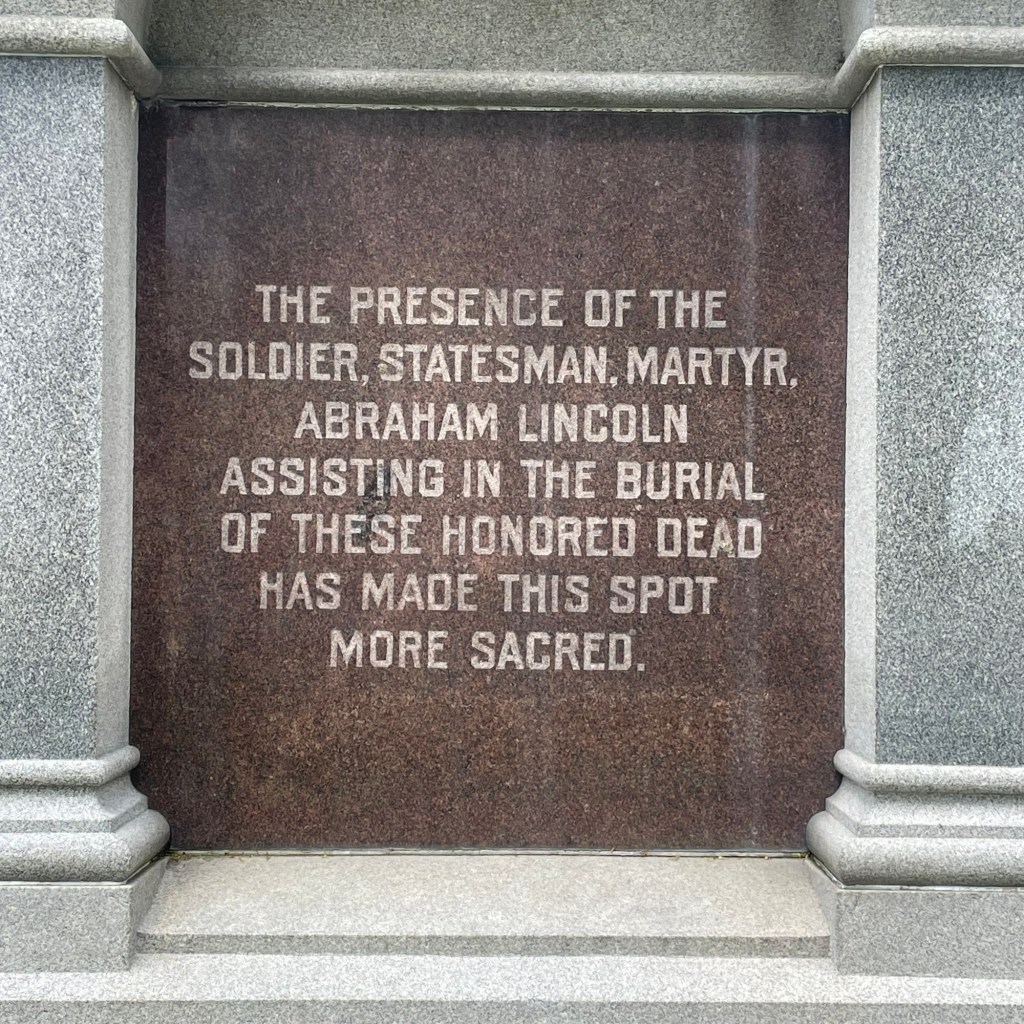 THE PRESENCE OF THE
SOLDIER, STATESMAN, MARTYR,
ABRAHAM LINCOLN
ASSISTING IN THE BURIAL
OF THESE HONORED DEAD
HAS MADE THIS SPOT
MORE SACRED.